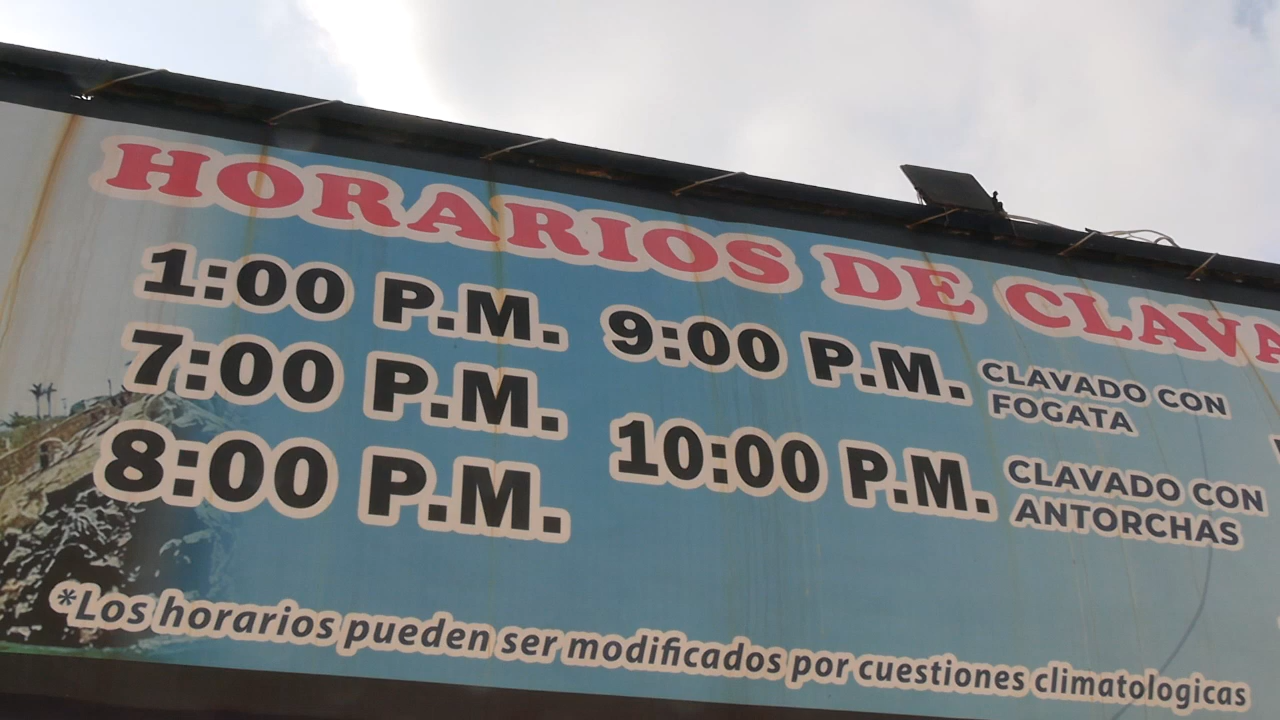 HORARIOS DE CLAVA
1:00 P.M.
7:00 P.M.
8:00 P.M.
9:00 P.M. CLAVADO CON
FOGATA
10:00 P.M. CLAVADO CON
ANTORCHAS
*Los horarios pueden ser modificados por cuestiones climatologicas